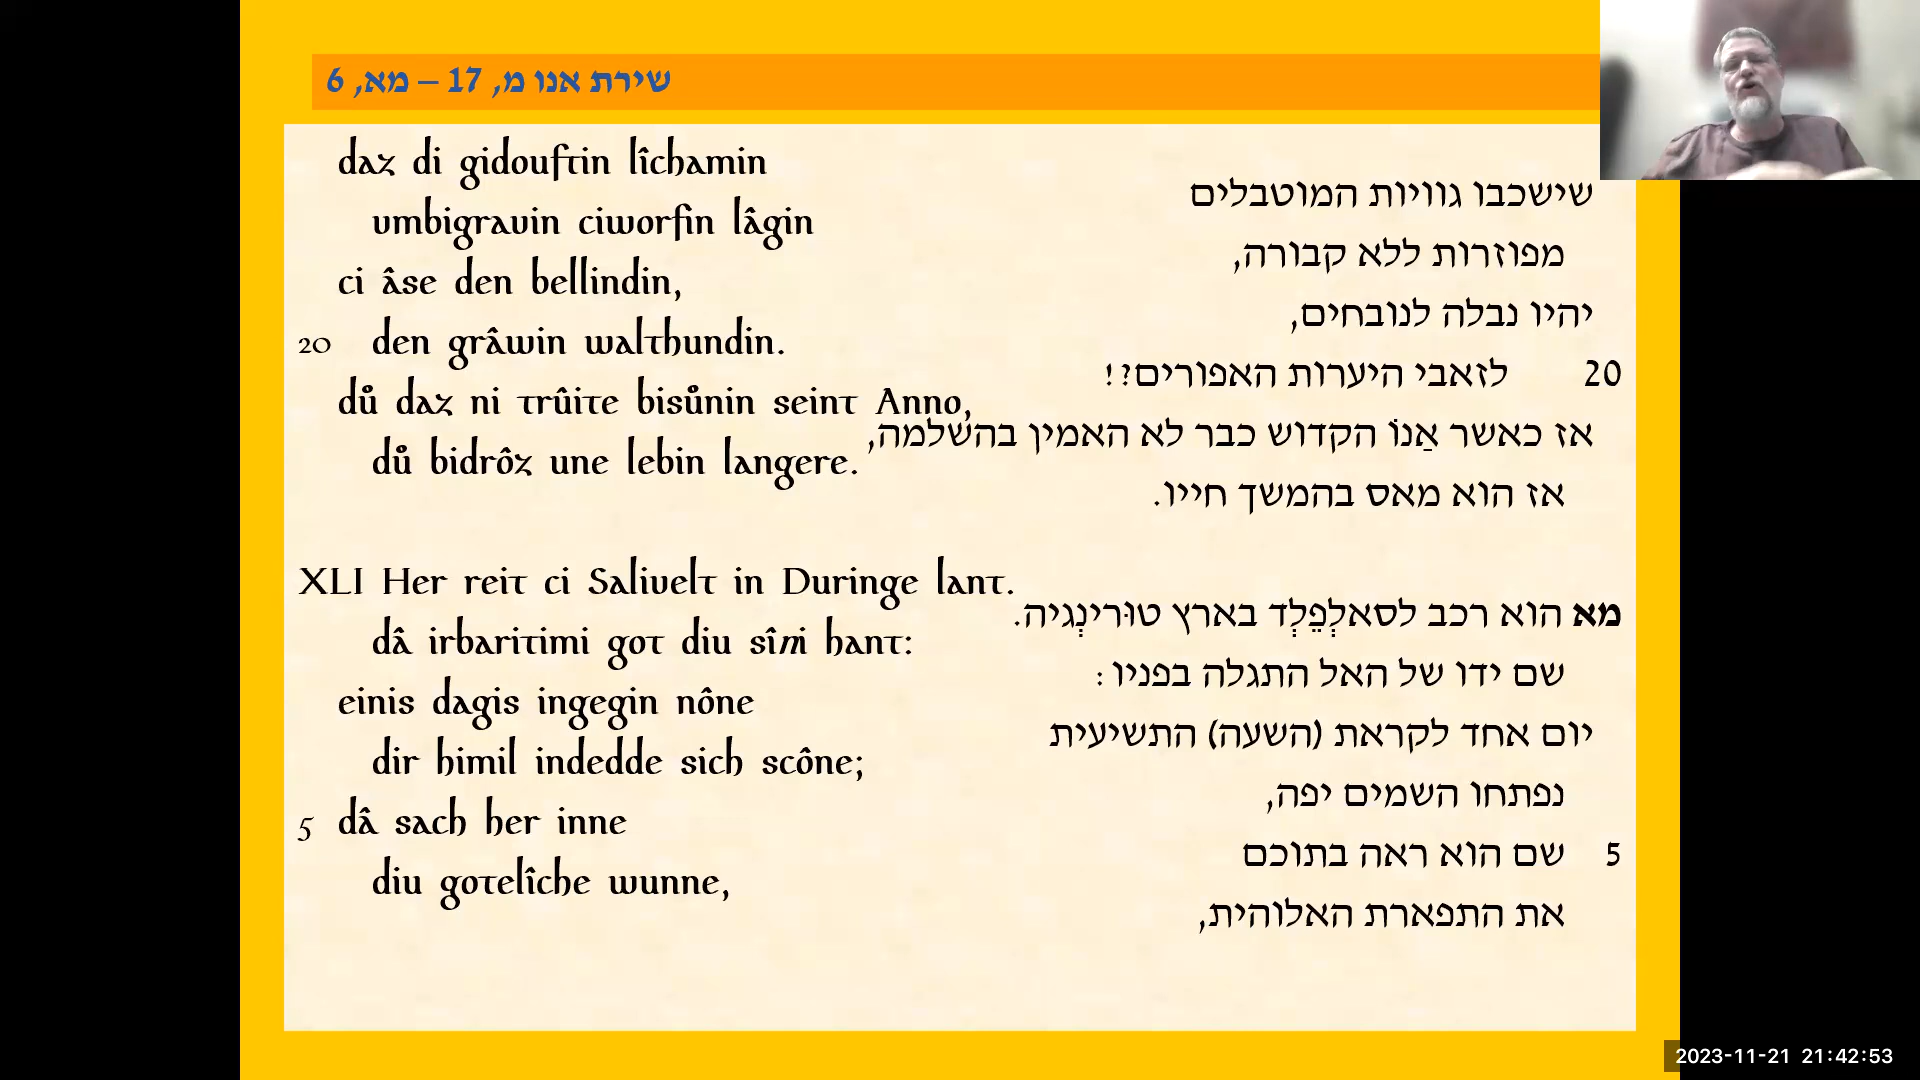 שירת אנו מ, 17 – מא, 6
daz di gidouftin lîchamin
umbigravin ciworfin lâgin
ci âse den bellindin,
20 den grâwin walthundin.
dů daz ni trûite bisůnin seint Anno,
dů bidrôz une lebin langere.
XLI Her reit ci Salivelt in Duringe lant.
dâ irbaritimi got diu sîni hant:
einis dagis ingegin nône
dir himil indedde sich scône;
5 dâ sach her inne
diu gotelîche wunne,
שישכבו גוויות המוטבלים
מפוזרות ללא קבורה,
יהיו נבלה לנובחים,
20 לזאבי היערות האפורים?!
אז כאשר אַנוֹ הקדוש כבר לא האמין בהשלמה,
אז הוא מאס בהמשך חייו.
מא הוא רכב לסאלְפֵלְד בארץ טוּרינְגיה.
שם ידו של האל התגלה בפניו:
יום אחד לקראת (השעה) התשיעית
נפתחו השמים יפה,
5 שם הוא ראה בתוכם
את התפארת האלוהית,
2023-11-21 21:42:53